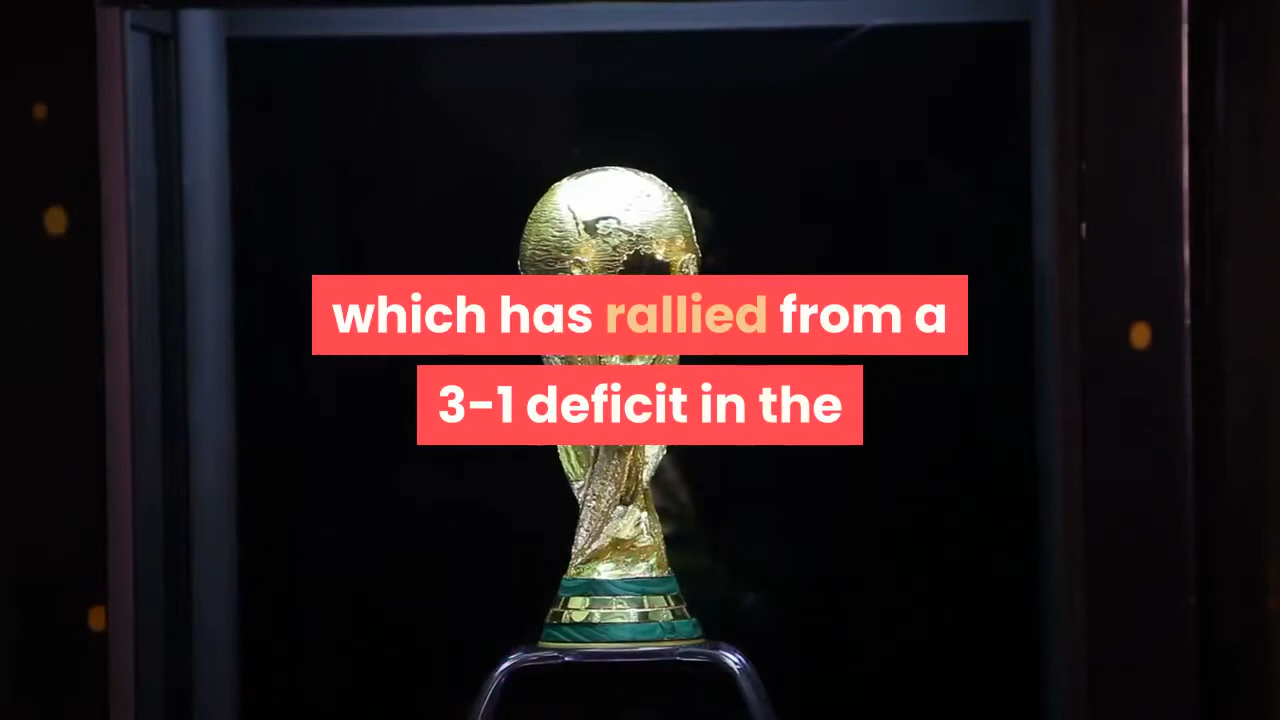 which has rallied from a
3-1 deficit in the